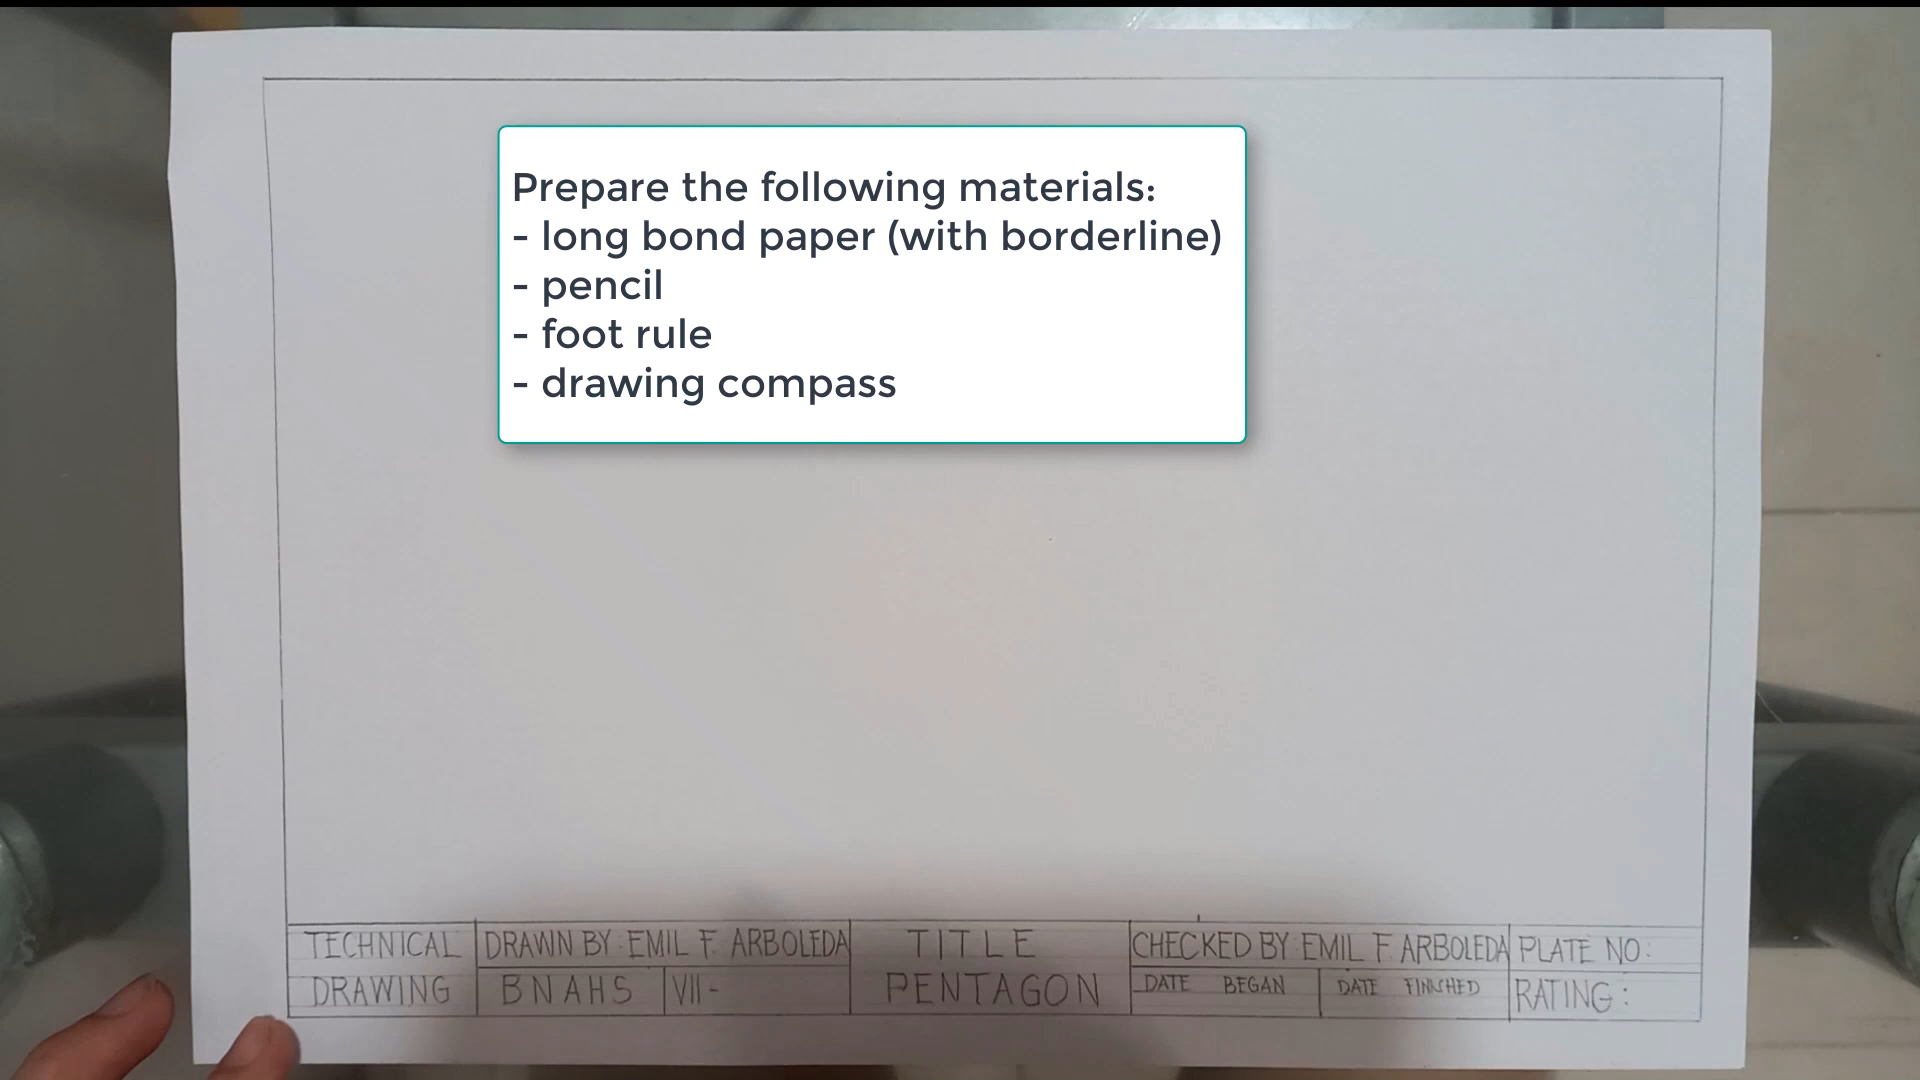 Prepare the following materials:
- long bond paper (with borderline)
- pencil
- foot rule
- drawing compass
TECHNICAL
DRAWING
DRAWN BY: EMIL F. ARBOLEDA
BNAHS VII-
TITLE
PENTAGON
CHECKED BY: EMIL F. ARBOLEDA
DATE BEGAN DATE FINISHED
PLATE NO:
RATING: